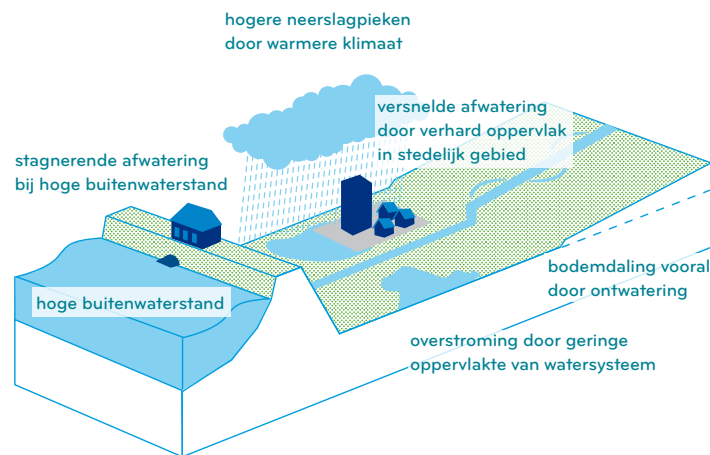 hogere neerslagpieken
door warmere klimaat
versnelde afwatering
door verhard oppervlak
in stedelijk gebied
stagnerende afwatering
bij hoge buitenwaterstand
hoge buitenwaterstand
bodemdaling vooral
door ontwatering
overstroming door geringe
oppervlakte van watersysteem